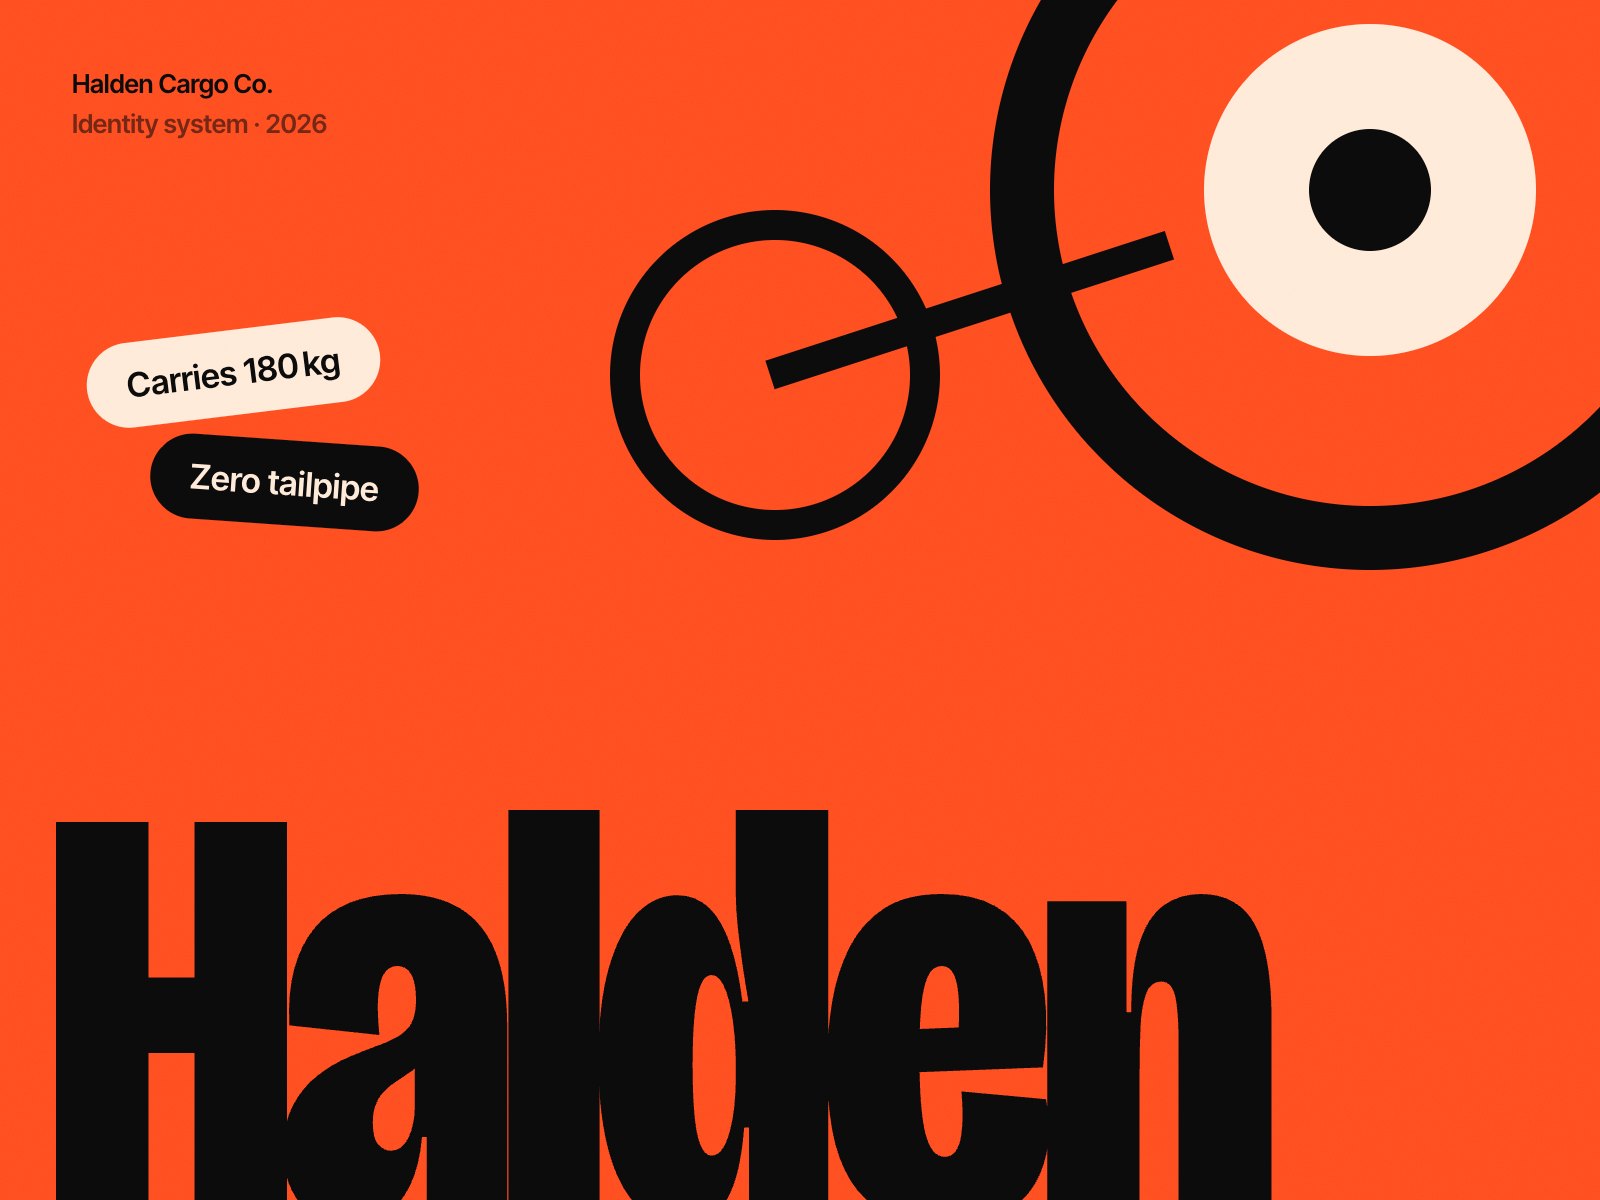 Halden Cargo Co.
Identity system · 2026
Carries 180 kg
Zero tailpipe
Halden